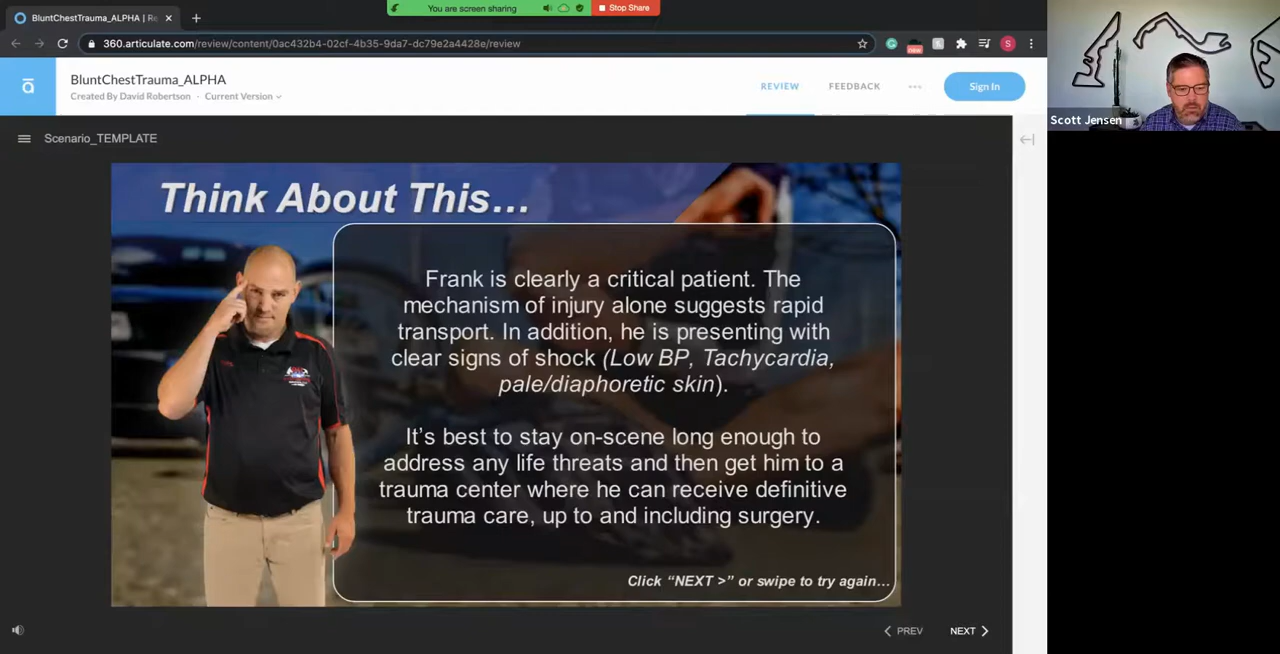 BluntChestTrauma_ALPHA | Re
You are screen sharing
Stop Share
360.articulate.com/review/content/0ac432b4-02cf-4b35-9da7-dc79e2a4428e/review
new
S
ā
BluntChestTrauma_ALPHA
Created By David Robertson · Current Version
REVIEW
FEEDBACK
Sign In
Scott Jensen
Scenario_TEMPLATE
Think About This...
Frank is clearly a critical patient. The
mechanism of injury alone suggests rapid
transport. In addition, he is presenting with
clear signs of shock (Low BP, Tachycardia,
pale/diaphoretic skin).
It’s best to stay on-scene long enough to
address any life threats and then get him to a
trauma center where he can receive definitive
trauma care, up to and including surgery.
Click “NEXT >” or swipe to try again...
PREV
NEXT